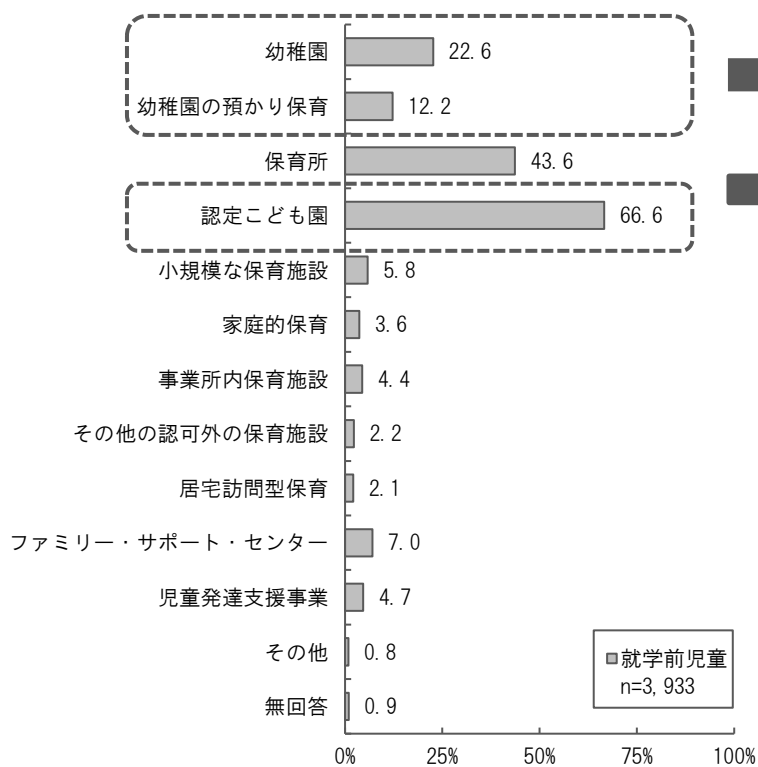 幼稚園 22.6
幼稚園の預かり保育 12.2
保育所 43.6
認定こども園 66.6
小規模な保育施設 5.8
家庭的保育 3.6
事業所内保育施設 4.4
その他の認可外の保育施設 2.2
居宅訪問型保育 2.1
ファミリー・サポート・センター 7.0
児童発達支援事業 4.7
その他 0.8
無回答 0.9
就学前児童
n=3,933
0% 25% 50% 75% 100%